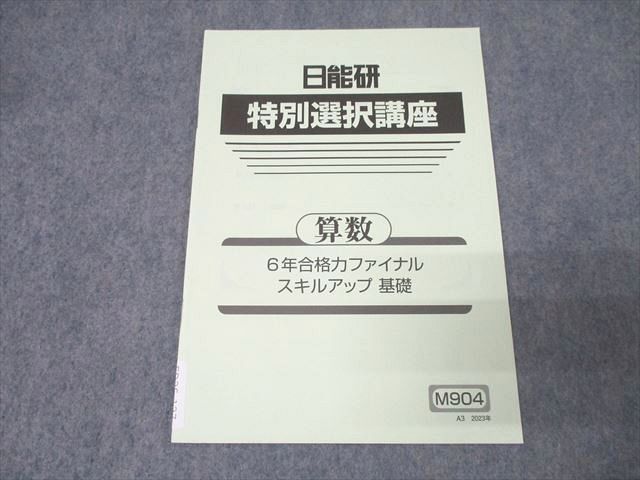 日能研
特別選択講座
算数
6年合格力ファイナル
スキルアップ 基礎
M904
A3 2023年